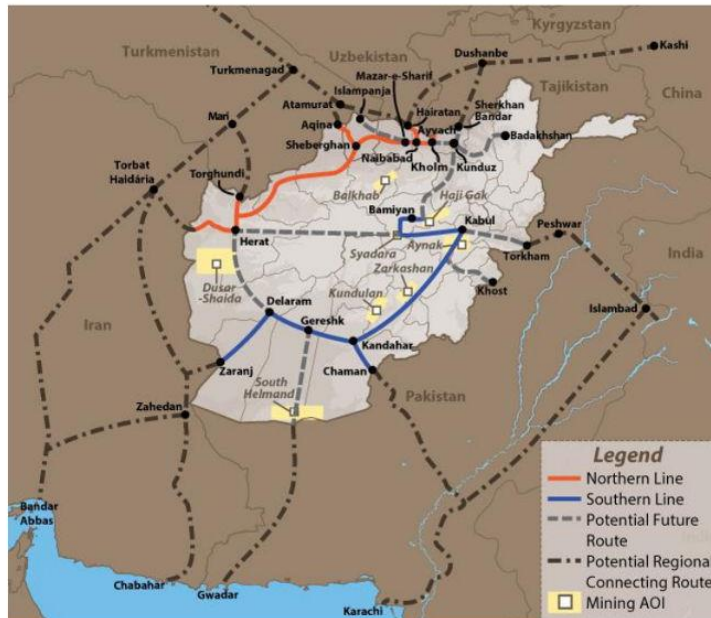 Kyrgyzstan
Turkmenistan
Uzbekistan
Dushanbe
Kashi
Turkmenagad
Mazar-e-Sharif
Islampanja
Tajikistan
China
Atamurat
Hairatan
Sherkhan
Bandar
Aqina
Ayvach
Badakhshan
Mari
Sheberghan
Naibabad
Kholm
Kunduz
Torbat
Haidaria
Torghundi
Balkhab
Haji Gak
Bamiyan
Kabul
Peshwar
Herat
Syadara
Aynak
Torkham
India
Zarkashan
Dusar
-Shaida
Kundulan
Khost
Delaram
Islambad
Iran
Gereshk
Kandahar
Zaranj
Chaman
South
Helmand
Pakistan
Zahedan
Legend
Northern Line
Southern Line
Potential Future
Route
Potential Regional
Connecting Route
Mining AOI
Bandar
Abbas
Chabahar
Gwadar
Karachi